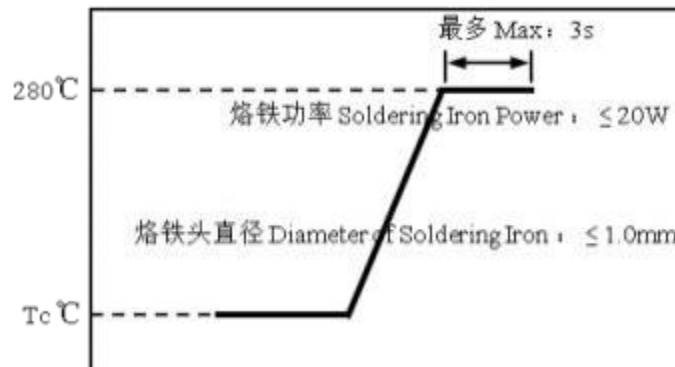 最多 Max：3s
280℃
烙铁功率 Soldering Iron Power：≤20W
烙铁头直径 Diameter of Soldering Iron：≤1.0mm
Tc℃